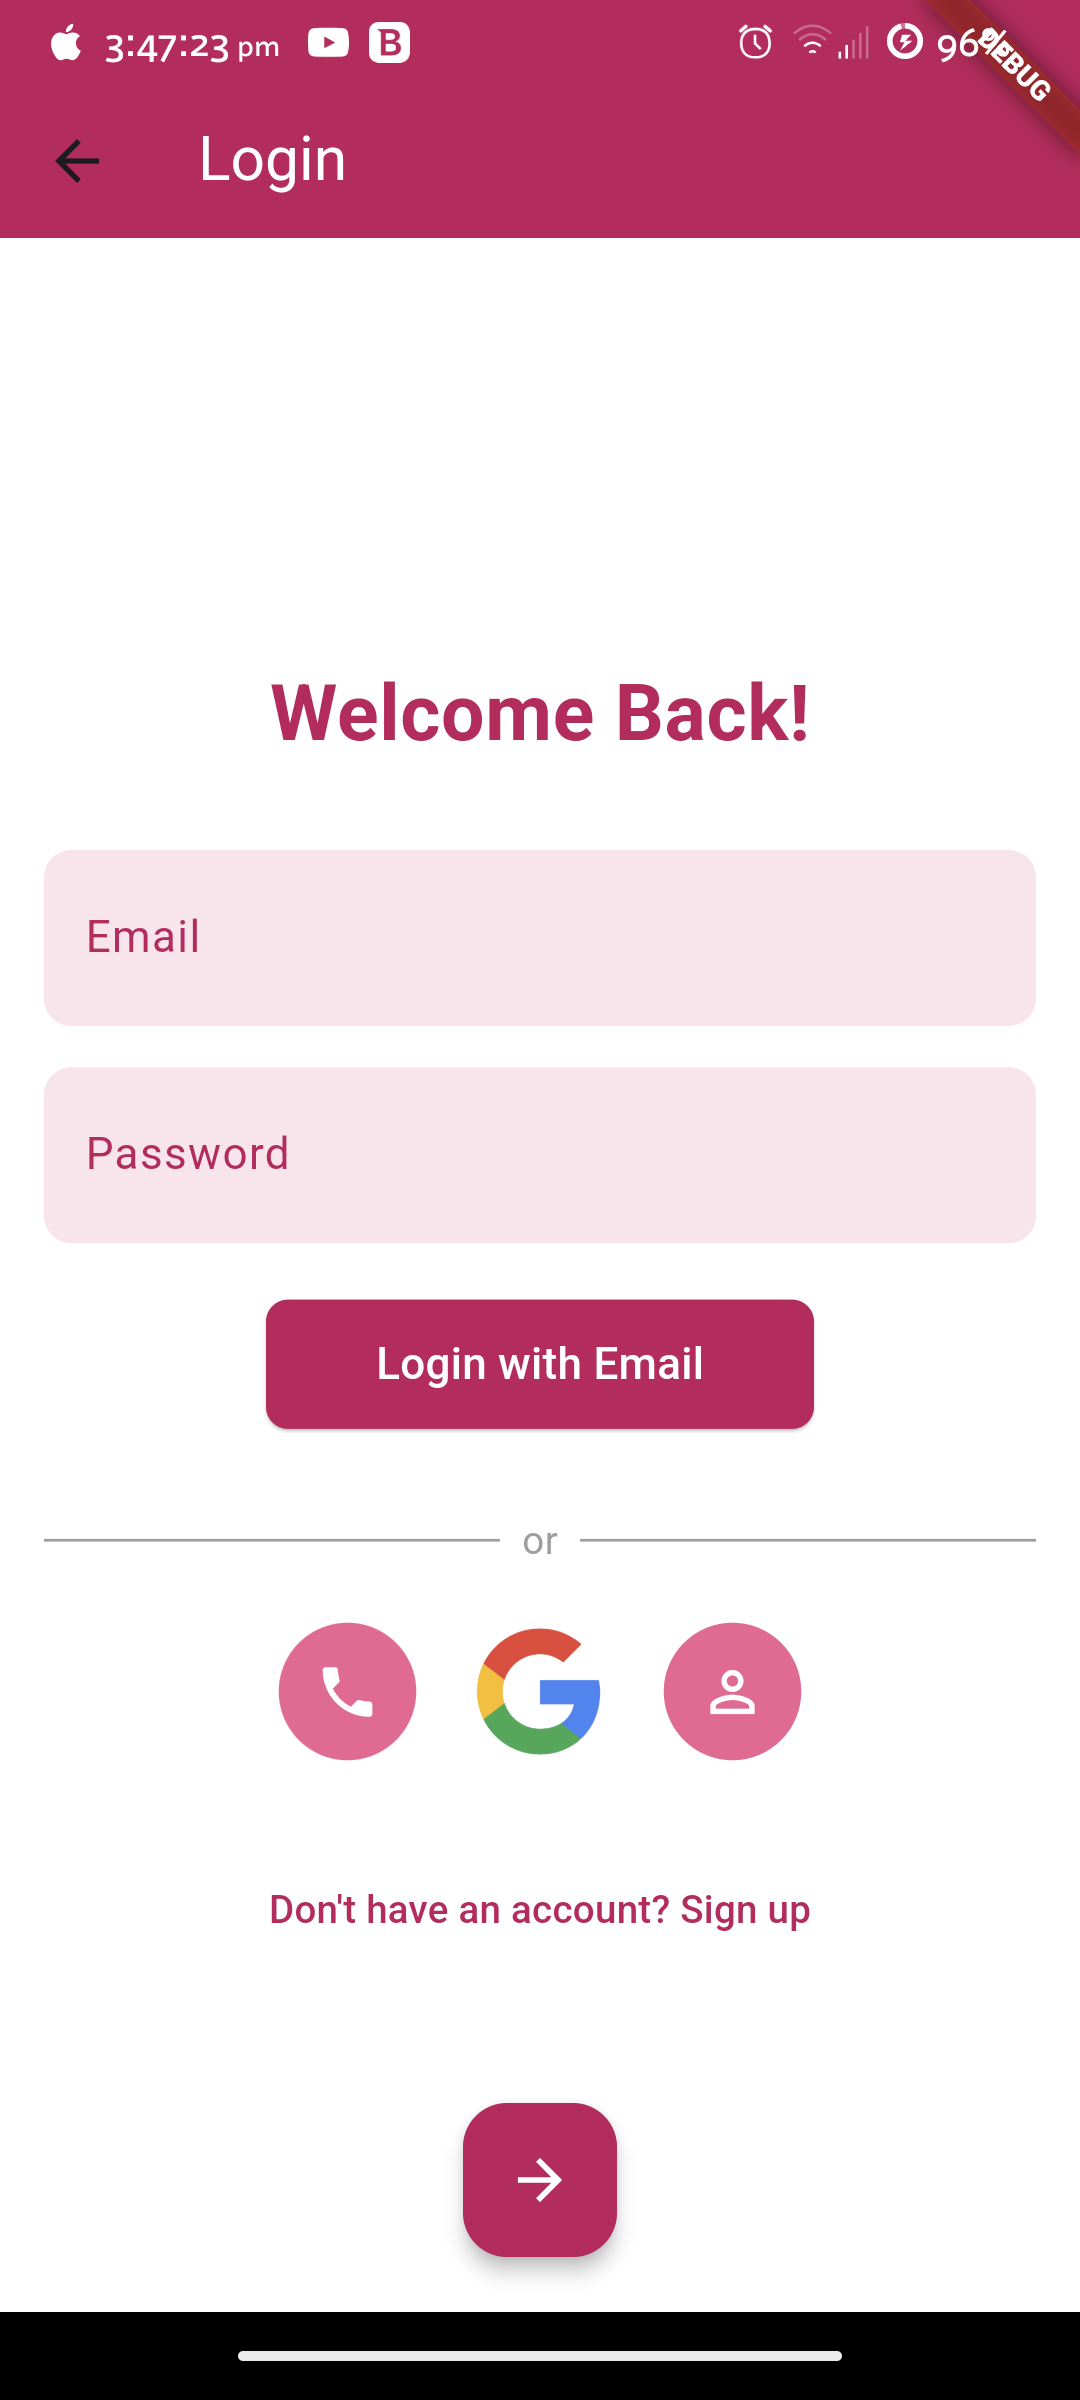 3:47:23 pm
DEBUG
Login
Welcome Back!
Email
Password
Login with Email
or
Don't have an account? Sign up